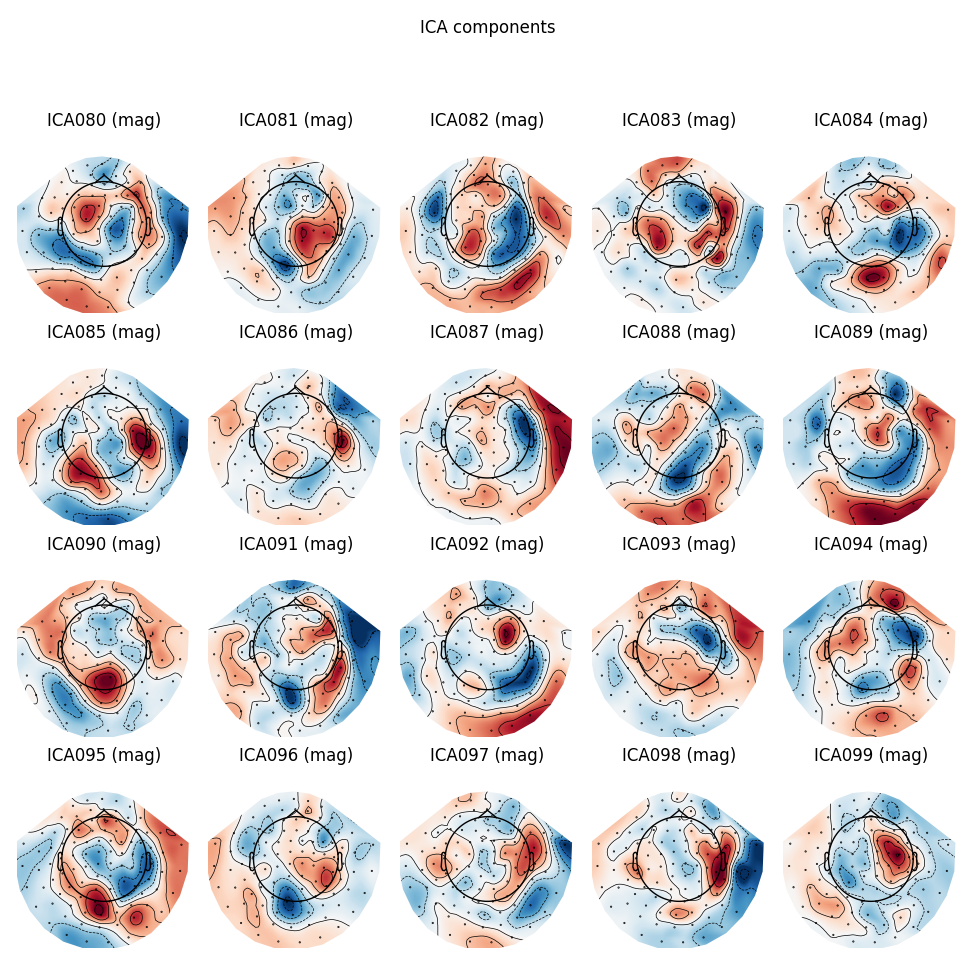 ICA components
ICA080 (mag) ICA081 (mag) ICA082 (mag) ICA083 (mag) ICA084 (mag)
ICA085 (mag) ICA086 (mag) ICA087 (mag) ICA088 (mag) ICA089 (mag)
ICA090 (mag) ICA091 (mag) ICA092 (mag) ICA093 (mag) ICA094 (mag)
ICA095 (mag) ICA096 (mag) ICA097 (mag) ICA098 (mag) ICA099 (mag)